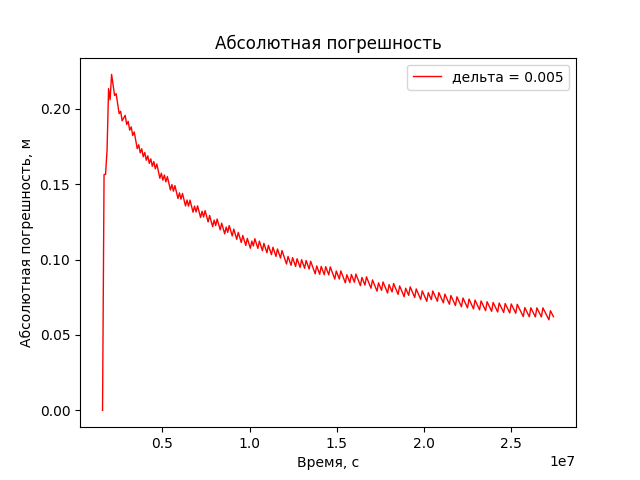 Абсолютная погрешность
дельта = 0.005
Абсолютная погрешность, м
0.20
0.15
0.10
0.05
0.00
0.5
1.0
1.5
2.0
2.5
1e7
Время, с